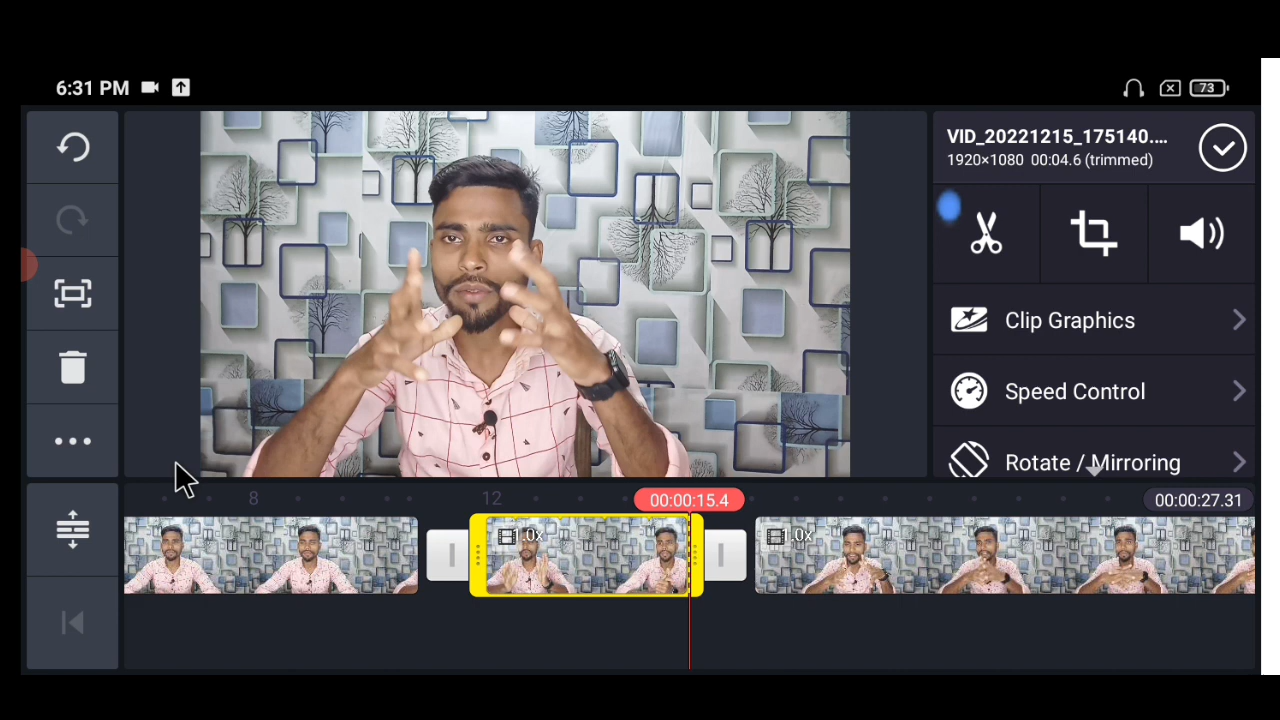 6:31 PM
73
VID_20221215_175140....
1920×1080 00:04.6 (trimmed)
Clip Graphics
Speed Control
Rotate / Mirroring
8
12
00:00:15.4
00:00:27.31
1.0x
1.0x